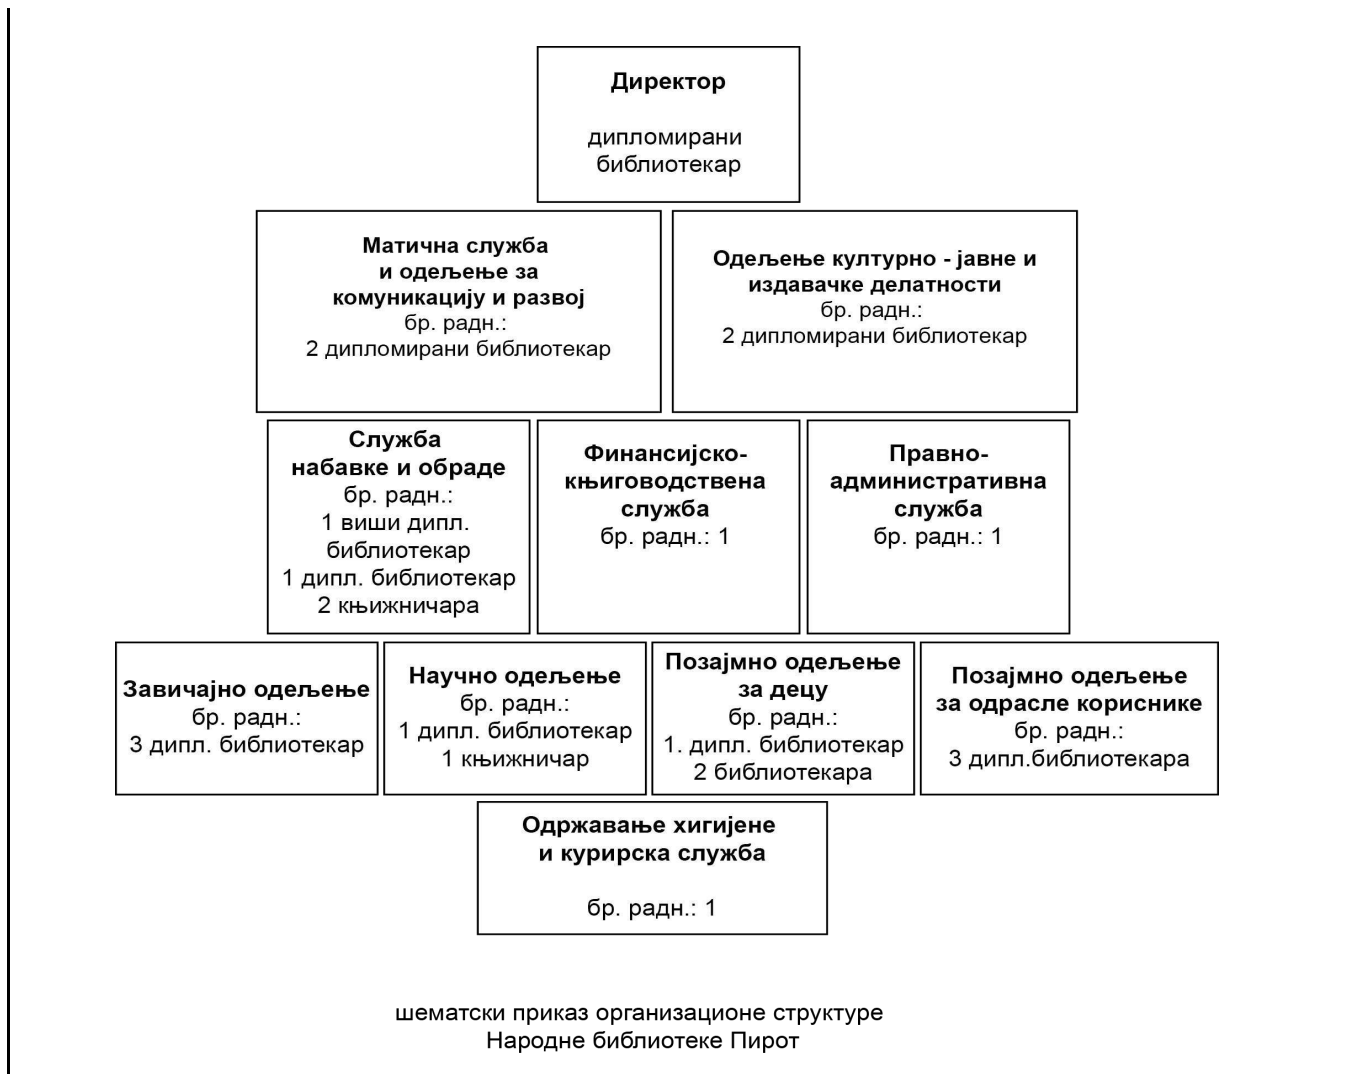 Директор
дипломирани
библиотекар
Матична служба
и одељење за
комуникацију и развој
бр. радн.:
2 дипломирани библиотекар
Одељење културно - јавне и
издавачке делатности
бр. радн.:
2 дипломирани библиотекар
Служба
набавке и обраде
бр. радн.:
1 виши дипл.
библиотекар
1 дипл. библиотекар
2 књижничара
Финансијско-
књиговодствена
служба
бр. радн.: 1
Правно-
административна
служба
бр. радн.: 1
Завичајно одељење
бр. радн.:
3 дипл. библиотекар
Научно одељење
бр. радн.:
1 дипл. библиотекар
1 књижничар
Позајмно одељење
за децу
бр. радн.:
1. дипл. библиотекар
2 библиотекара
Позајмно одељење
за одрасле кориснике
бр. радн.:
3 дипл.библиотекара
Одржавање хигијене
и курирска служба
бр. радн.: 1
шематски приказ организационе структуре
Народне библиотеке Пирот